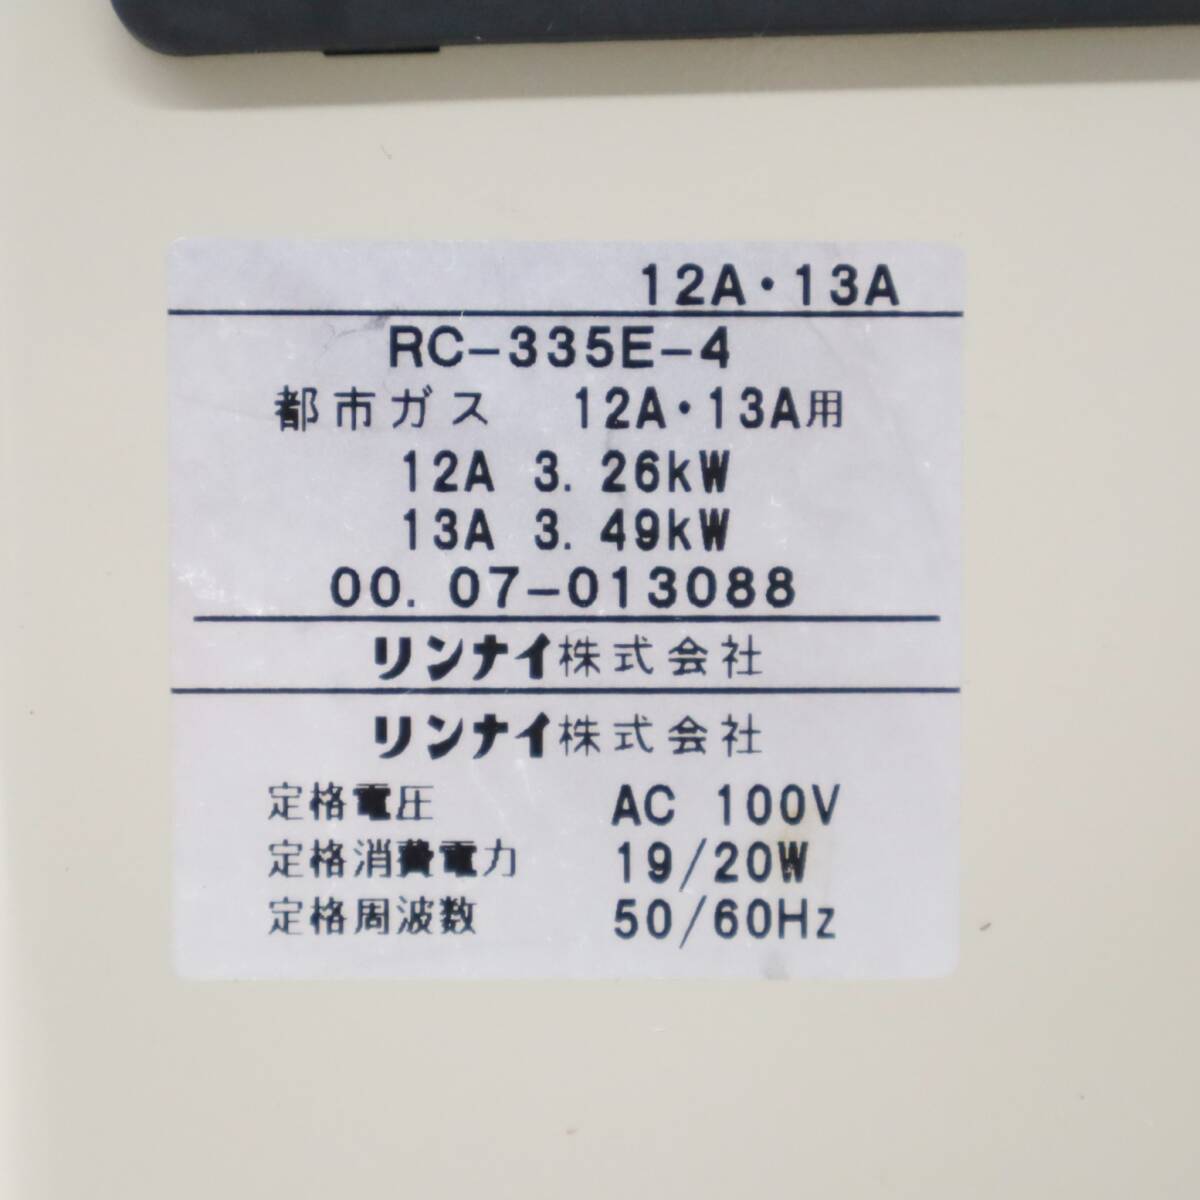 12A・13A
RC-335E-4
都市ガス 12A・13A用
12A 3.26kW
13A 3.49kW
00.07-013088
リンナイ株式会社
リンナイ株式会社
定格電圧 AC 100V
定格消費電力 19/20W
定格周波数 50/60Hz